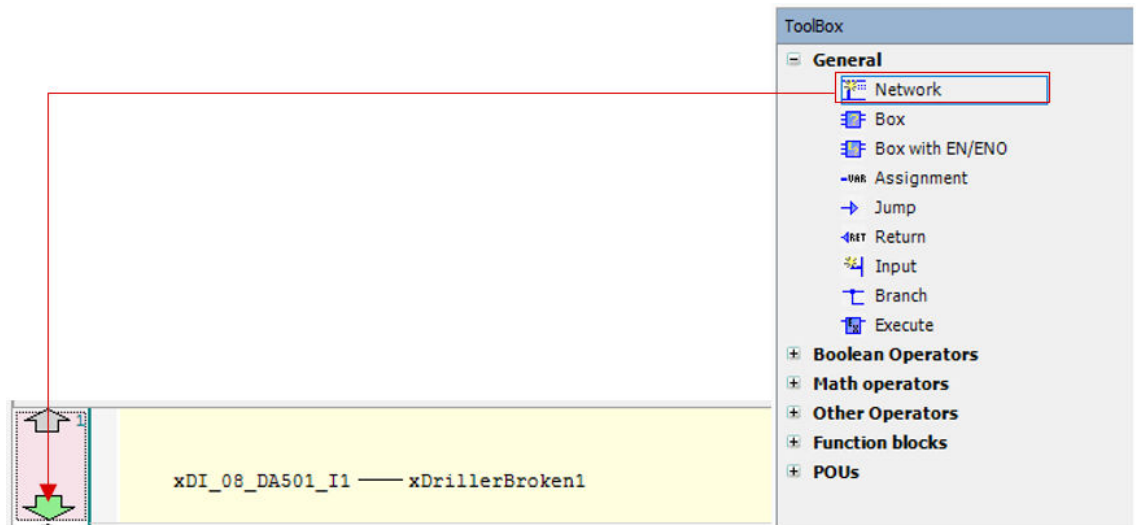 ToolBox
General
Network
Box
Box with EN/ENO
VAR Assignment
Jump
RET Return
Input
Branch
Execute
Boolean Operators
Math operators
Other Operators
Function blocks
POUs
1
xDI_08_DA501_I1 xDrillerBroken1